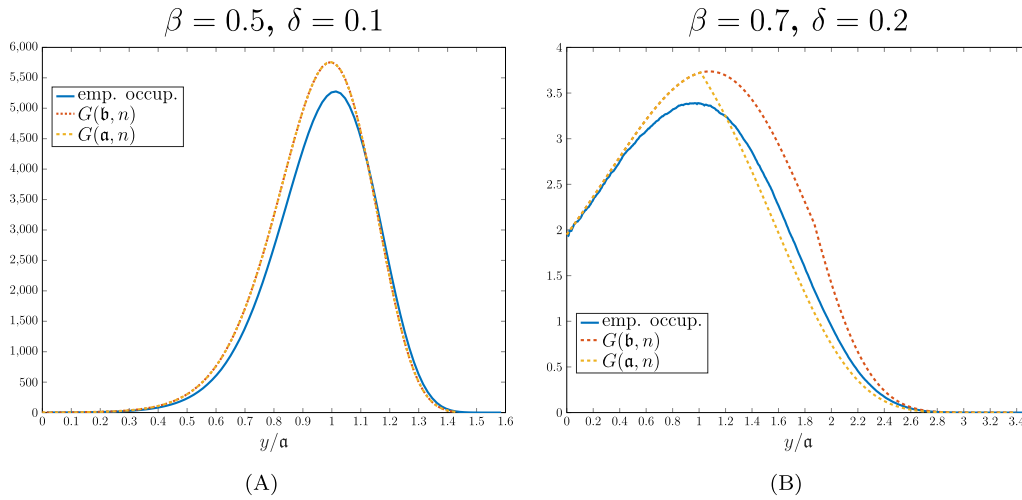 β = 0.5, δ = 0.1
6,000
5,500
5,000
4,500
4,000
3,500
3,000
2,500
2,000
1,500
1,000
500
0
emp. occup.
G(𝔟, n)
G(𝔞, n)
0 0.1 0.2 0.3 0.4 0.5 0.6 0.7 0.8 0.9 1 1.1 1.2 1.3 1.4 1.5 1.6
y/𝔞
(A)
β = 0.7, δ = 0.2
4
3.5
3
2.5
2
1.5
1
0.5
0
emp. occup.
G(𝔟, n)
G(𝔞, n)
0 0.2 0.4 0.6 0.8 1 1.2 1.4 1.6 1.8 2 2.2 2.4 2.6 2.8 3 3.2 3.4
y/𝔞
(B)